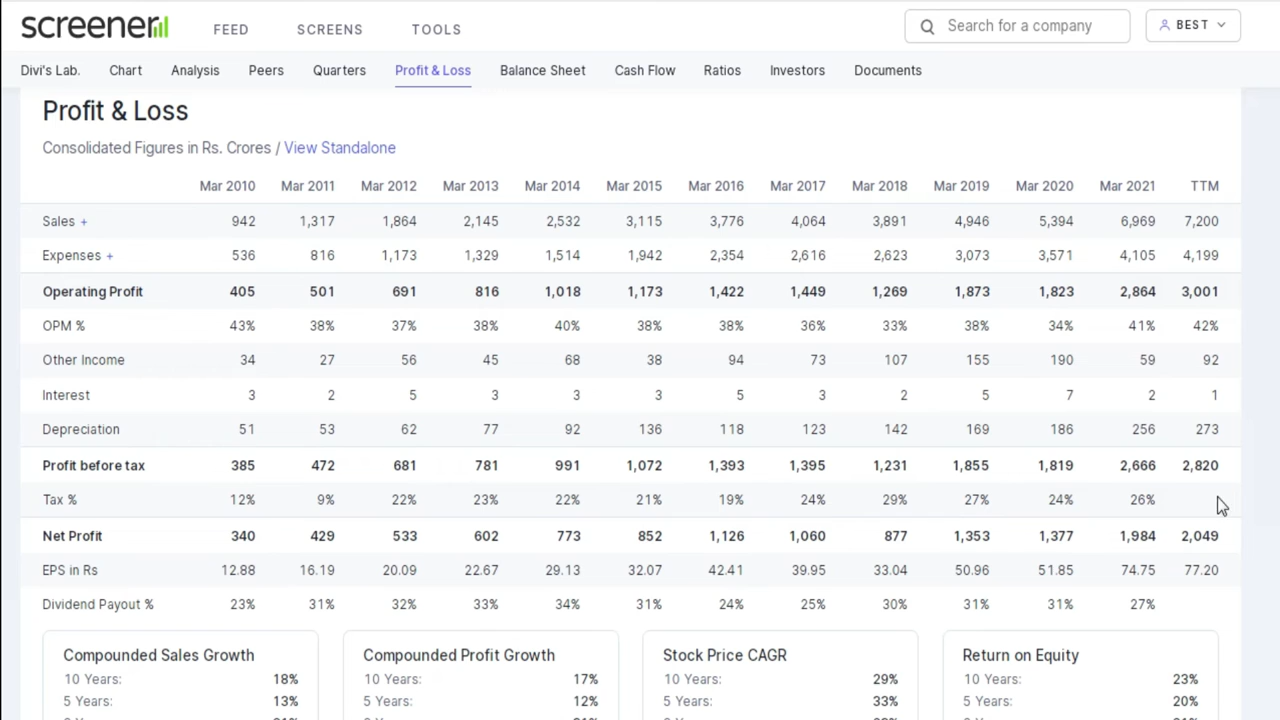 screener FEED SCREENS TOOLS Search for a company BEST
Divi's Lab. Chart Analysis Peers Quarters Profit & Loss Balance Sheet Cash Flow Ratios Investors Documents
Profit & Loss
Consolidated Figures in Rs. Crores / View Standalone
Mar 2010 Mar 2011 Mar 2012 Mar 2013 Mar 2014 Mar 2015 Mar 2016 Mar 2017 Mar 2018 Mar 2019 Mar 2020 Mar 2021 TTM
Sales + 942 1,317 1,864 2,145 2,532 3,115 3,776 4,064 3,891 4,946 5,394 6,969 7,200
Expenses + 536 816 1,173 1,329 1,514 1,942 2,354 2,616 2,623 3,073 3,571 4,105 4,199
Operating Profit 405 501 691 816 1,018 1,173 1,422 1,449 1,269 1,873 1,823 2,864 3,001
OPM % 43% 38% 37% 38% 40% 38% 38% 36% 33% 38% 34% 41% 42%
Other Income 34 27 56 45 68 38 94 73 107 155 190 59 92
Interest 3 2 5 3 3 3 5 3 2 5 7 2 1
Depreciation 51 53 62 77 92 136 118 123 142 169 186 256 273
Profit before tax 385 472 681 781 991 1,072 1,393 1,395 1,231 1,855 1,819 2,666 2,820
Tax % 12% 9% 22% 23% 22% 21% 19% 24% 29% 27% 24% 26%
Net Profit 340 429 533 602 773 852 1,126 1,060 877 1,353 1,377 1,984 2,049
EPS in Rs 12.88 16.19 20.09 22.67 29.13 32.07 42.41 39.95 33.04 50.96 51.85 74.75 77.20
Dividend Payout % 23% 31% 32% 33% 34% 31% 24% 25% 30% 31% 31% 27%
Compounded Sales Growth Compounded Profit Growth Stock Price CAGR Return on Equity
10 Years: 18% 10 Years: 17% 10 Years: 29% 10 Years: 23%
5 Years: 13% 5 Years: 12% 5 Years: 33% 5 Years: 20%